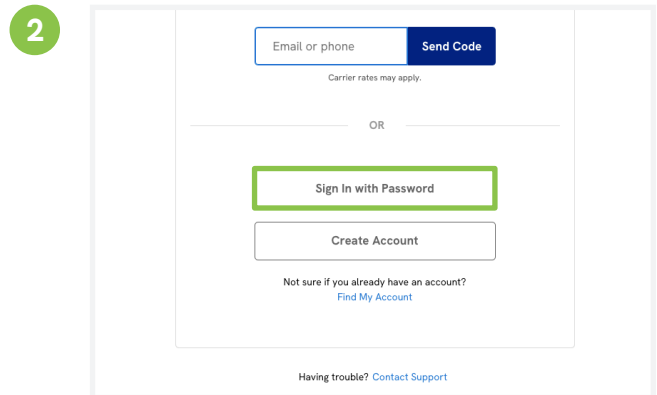 2
Email or phone Send Code
Carrier rates may apply.
OR
Sign In with Password
Create Account
Not sure if you already have an account?
Find My Account
Having trouble? Contact Support